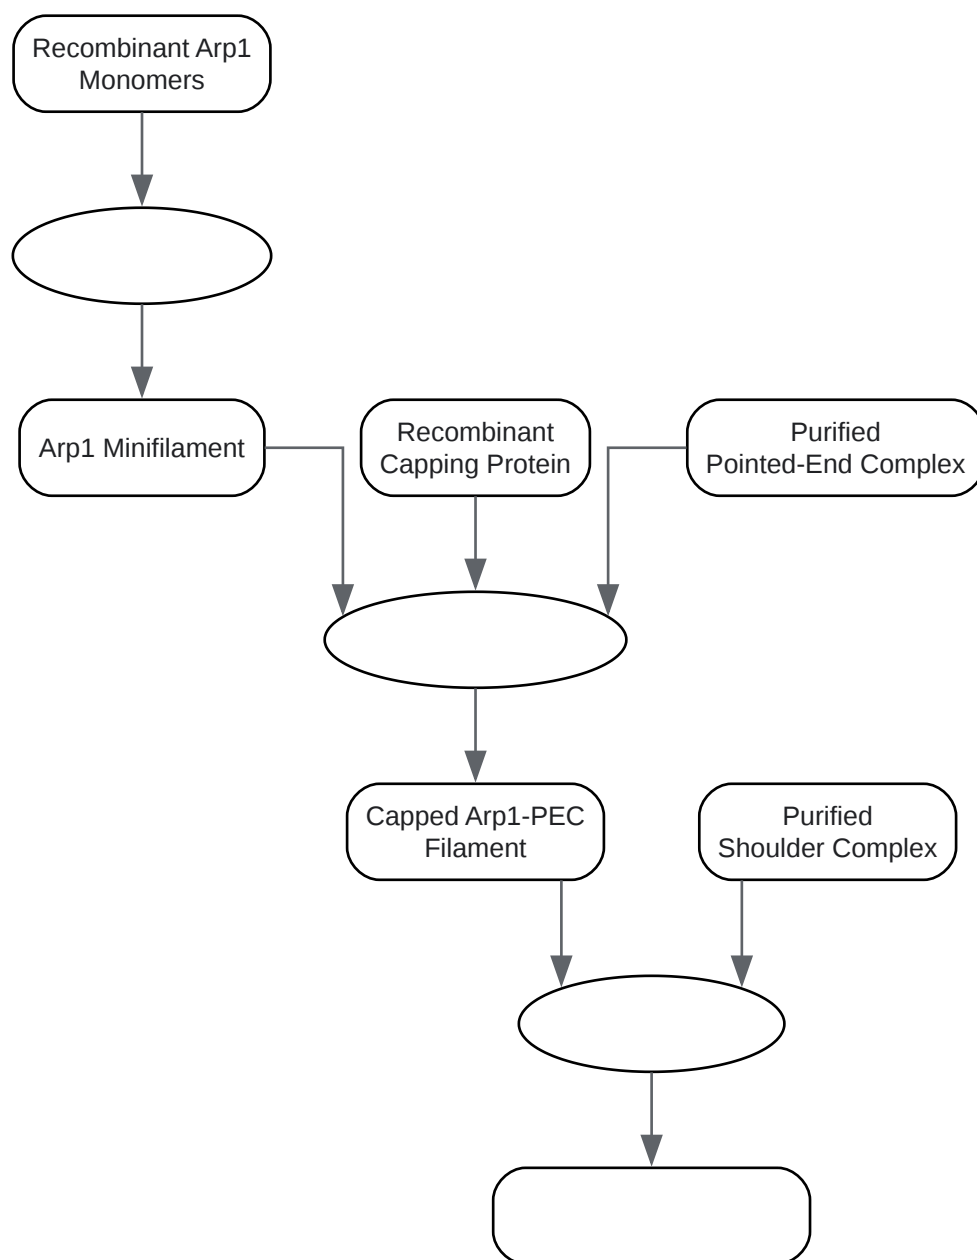 Recombinant Arp1
Monomers
Arp1 Minifilament
Recombinant
Capping Protein
Purified
Pointed-End Complex
Capped Arp1-PEC
Filament
Purified
Shoulder Complex